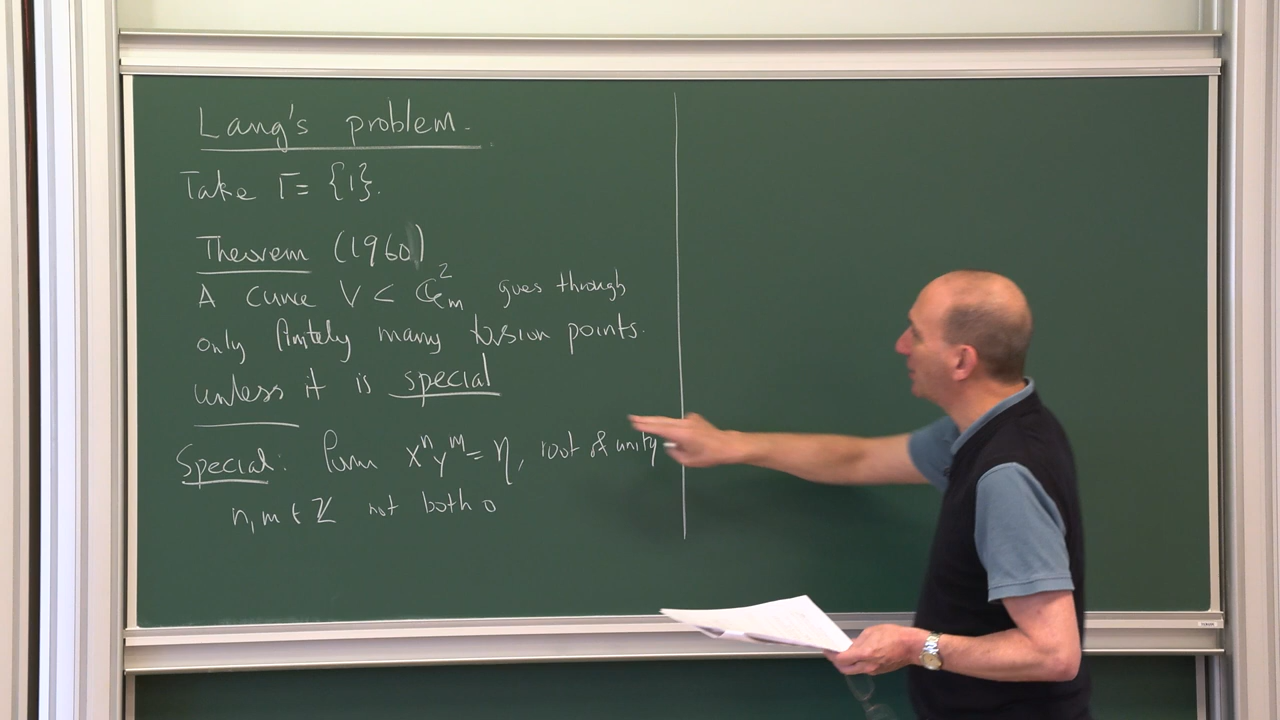 Lang's problem.
Take Γ = {1}.
Theorem (1960)
A curve V < G_m^2 goes through
only finitely many torsion points.
unless it is special
Special: form x^n y^m = η, root of unity
n, m ∈ ℤ not both 0